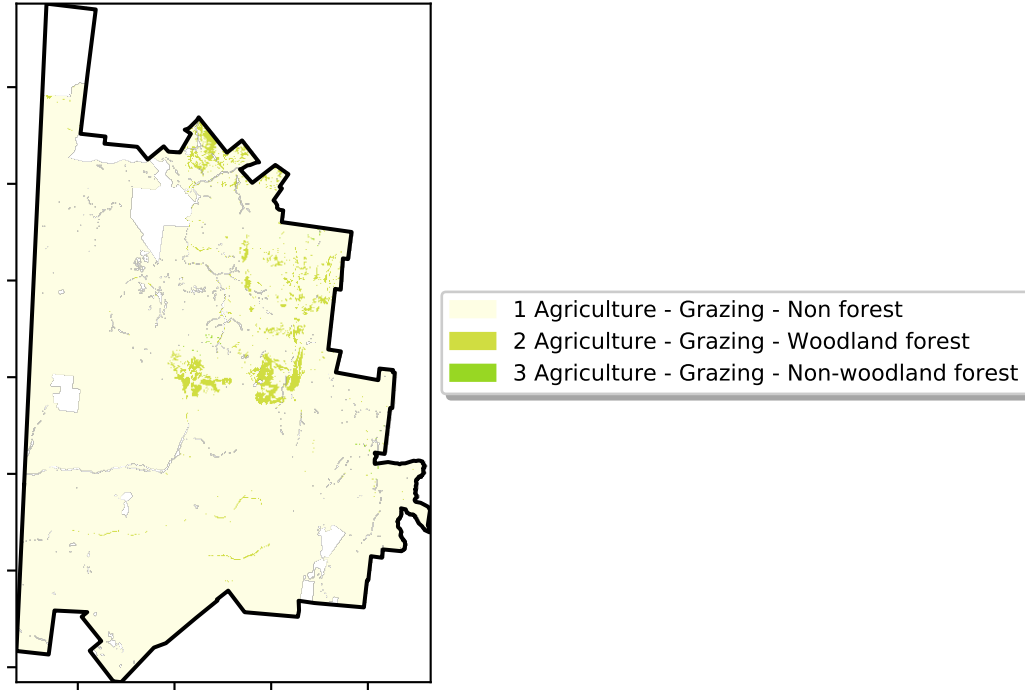 1 Agriculture - Grazing - Non forest
2 Agriculture - Grazing - Woodland forest
3 Agriculture - Grazing - Non-woodland forest